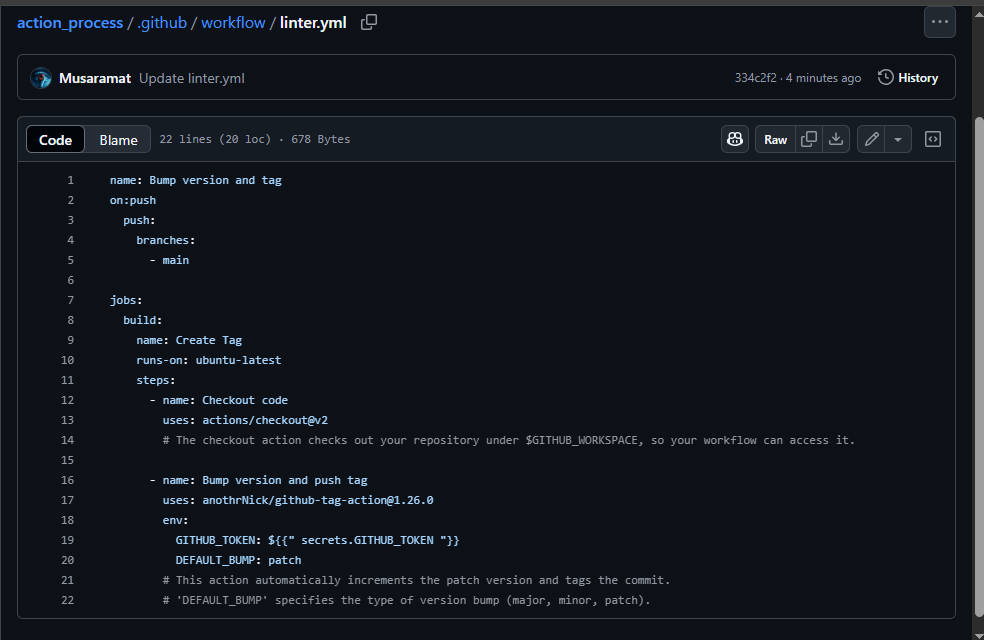 action_process / .github / workflow / linter.yml
Musaramat Update linter.yml 334c2f2 · 4 minutes ago History
Code Blame 22 lines (20 loc) · 678 Bytes Raw
1 name: Bump version and tag
2 on:push
3   push:
4     branches:
5       - main
6
7 jobs:
8   build:
9     name: Create Tag
10     runs-on: ubuntu-latest
11     steps:
12       - name: Checkout code
13         uses: actions/checkout@v2
14         # The checkout action checks out your repository under $GITHUB_WORKSPACE, so your workflow can access it.
15
16       - name: Bump version and push tag
17         uses: anothrNick/github-tag-action@1.26.0
18         env:
19           GITHUB_TOKEN: ${{" secrets.GITHUB_TOKEN "}}
20           DEFAULT_BUMP: patch
21         # This action automatically increments the patch version and tags the commit.
22         # 'DEFAULT_BUMP' specifies the type of version bump (major, minor, patch).